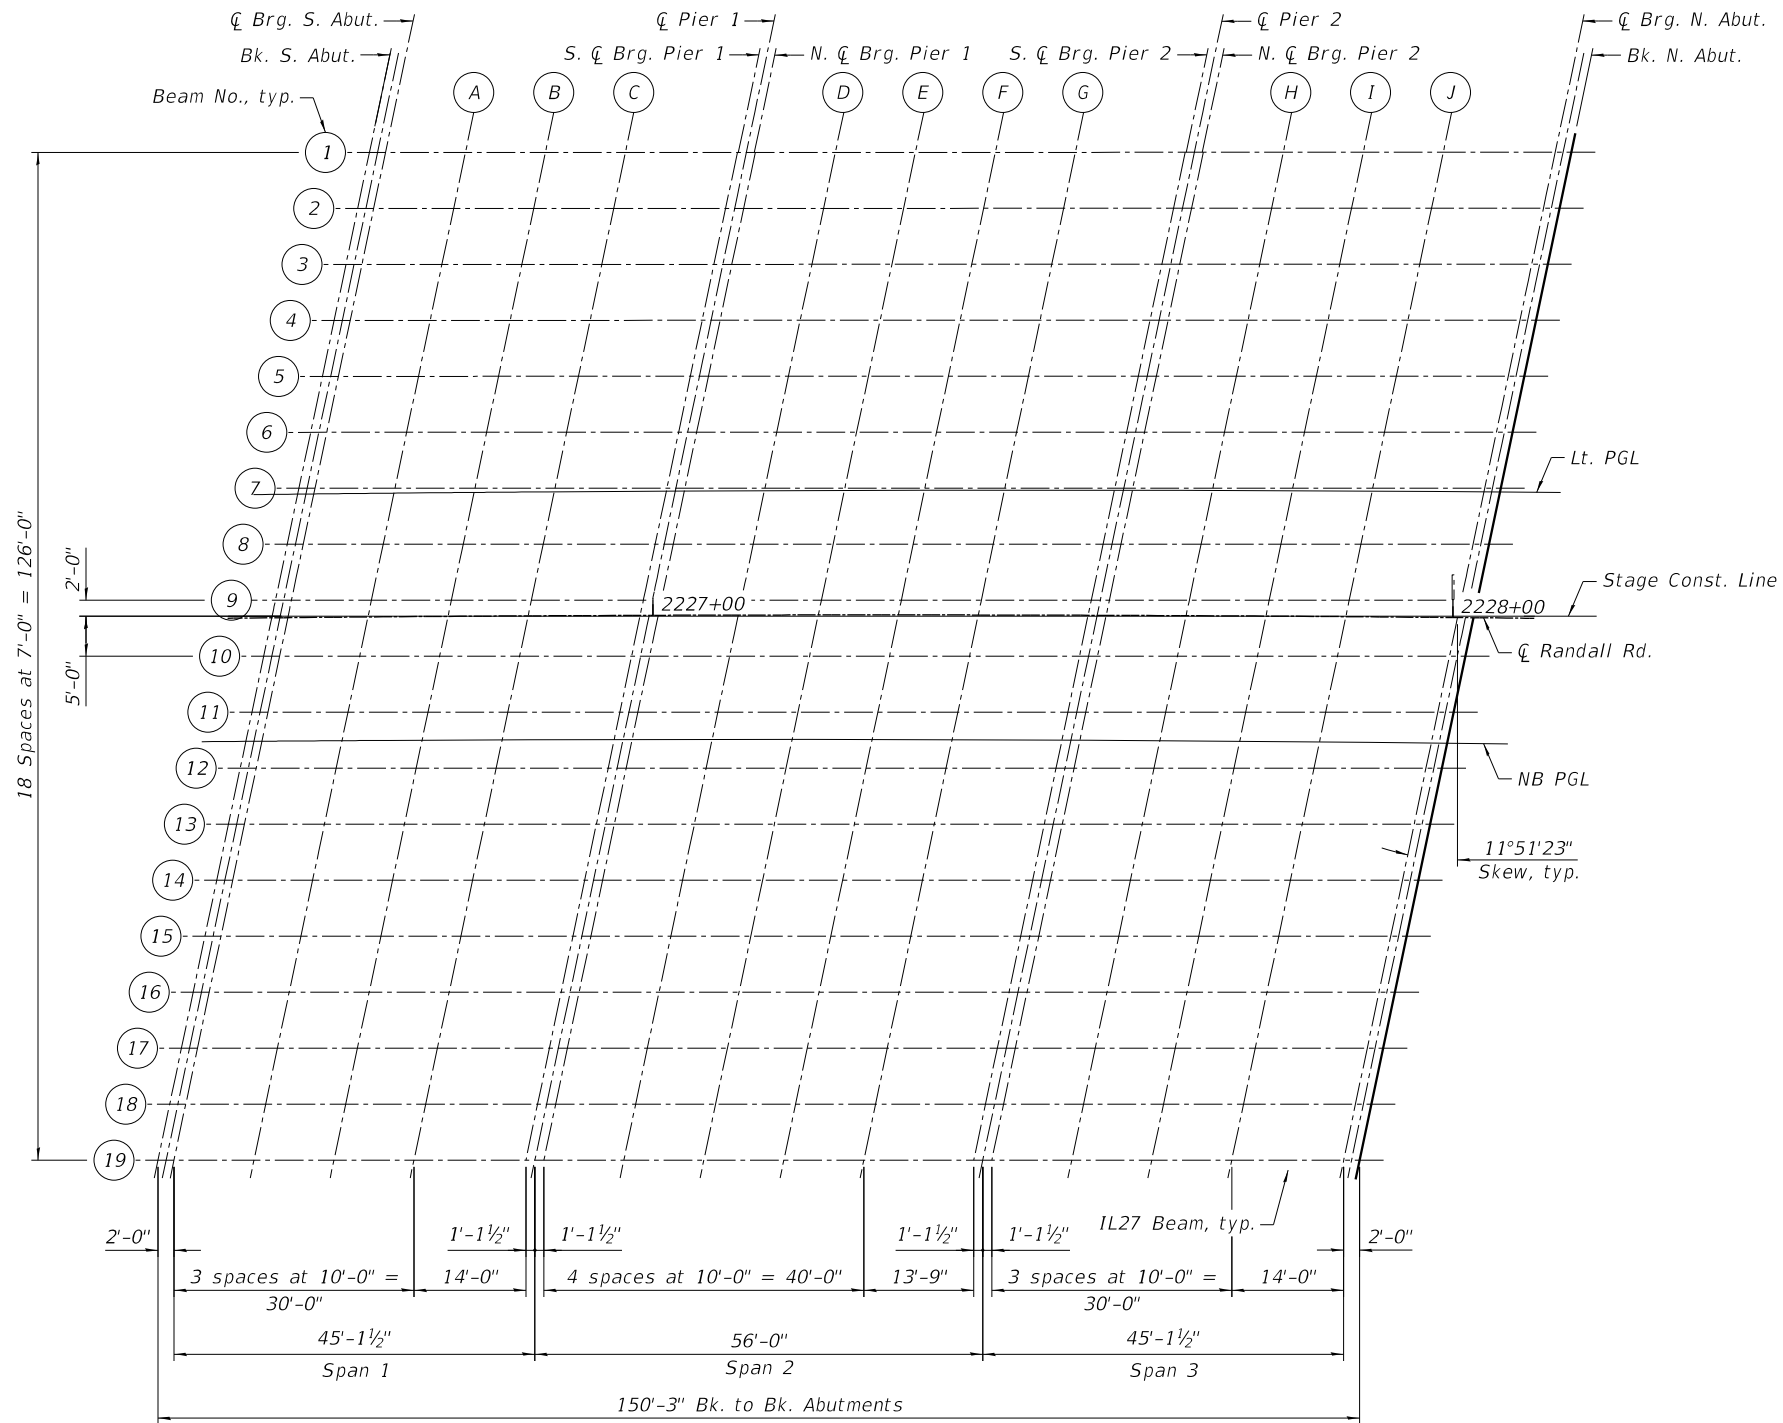 ℄ Brg. S. Abut.
℄ Pier 1
℄ Pier 2
℄ Brg. N. Abut.
Bk. S. Abut.
S. ℄ Brg. Pier 1
N. ℄ Brg. Pier 1
S. ℄ Brg. Pier 2
N. ℄ Brg. Pier 2
Bk. N. Abut.
Beam No., typ.
A
B
C
D
E
F
G
H
I
J
1
2
3
4
5
6
7
Lt. PGL
8
Stage Const. Line
9
2227+00
2228+00
2'-0"
5'-0"
18 Spaces at 7'-0" = 126'-0"
10
℄ Randall Rd.
11
12
NB PGL
13
11°51'23"
Skew, typ.
14
15
16
17
18
19
IL27 Beam, typ.
2'-0"
1'-1½"
1'-1½"
1'-1½"
1'-1½"
2'-0"
3 spaces at 10'-0" =
30'-0"
14'-0"
4 spaces at 10'-0" = 40'-0"
13'-9"
3 spaces at 10'-0" =
30'-0"
14'-0"
45'-1½"
Span 1
56'-0"
Span 2
45'-1½"
Span 3
150'-3" Bk. to Bk. Abutments